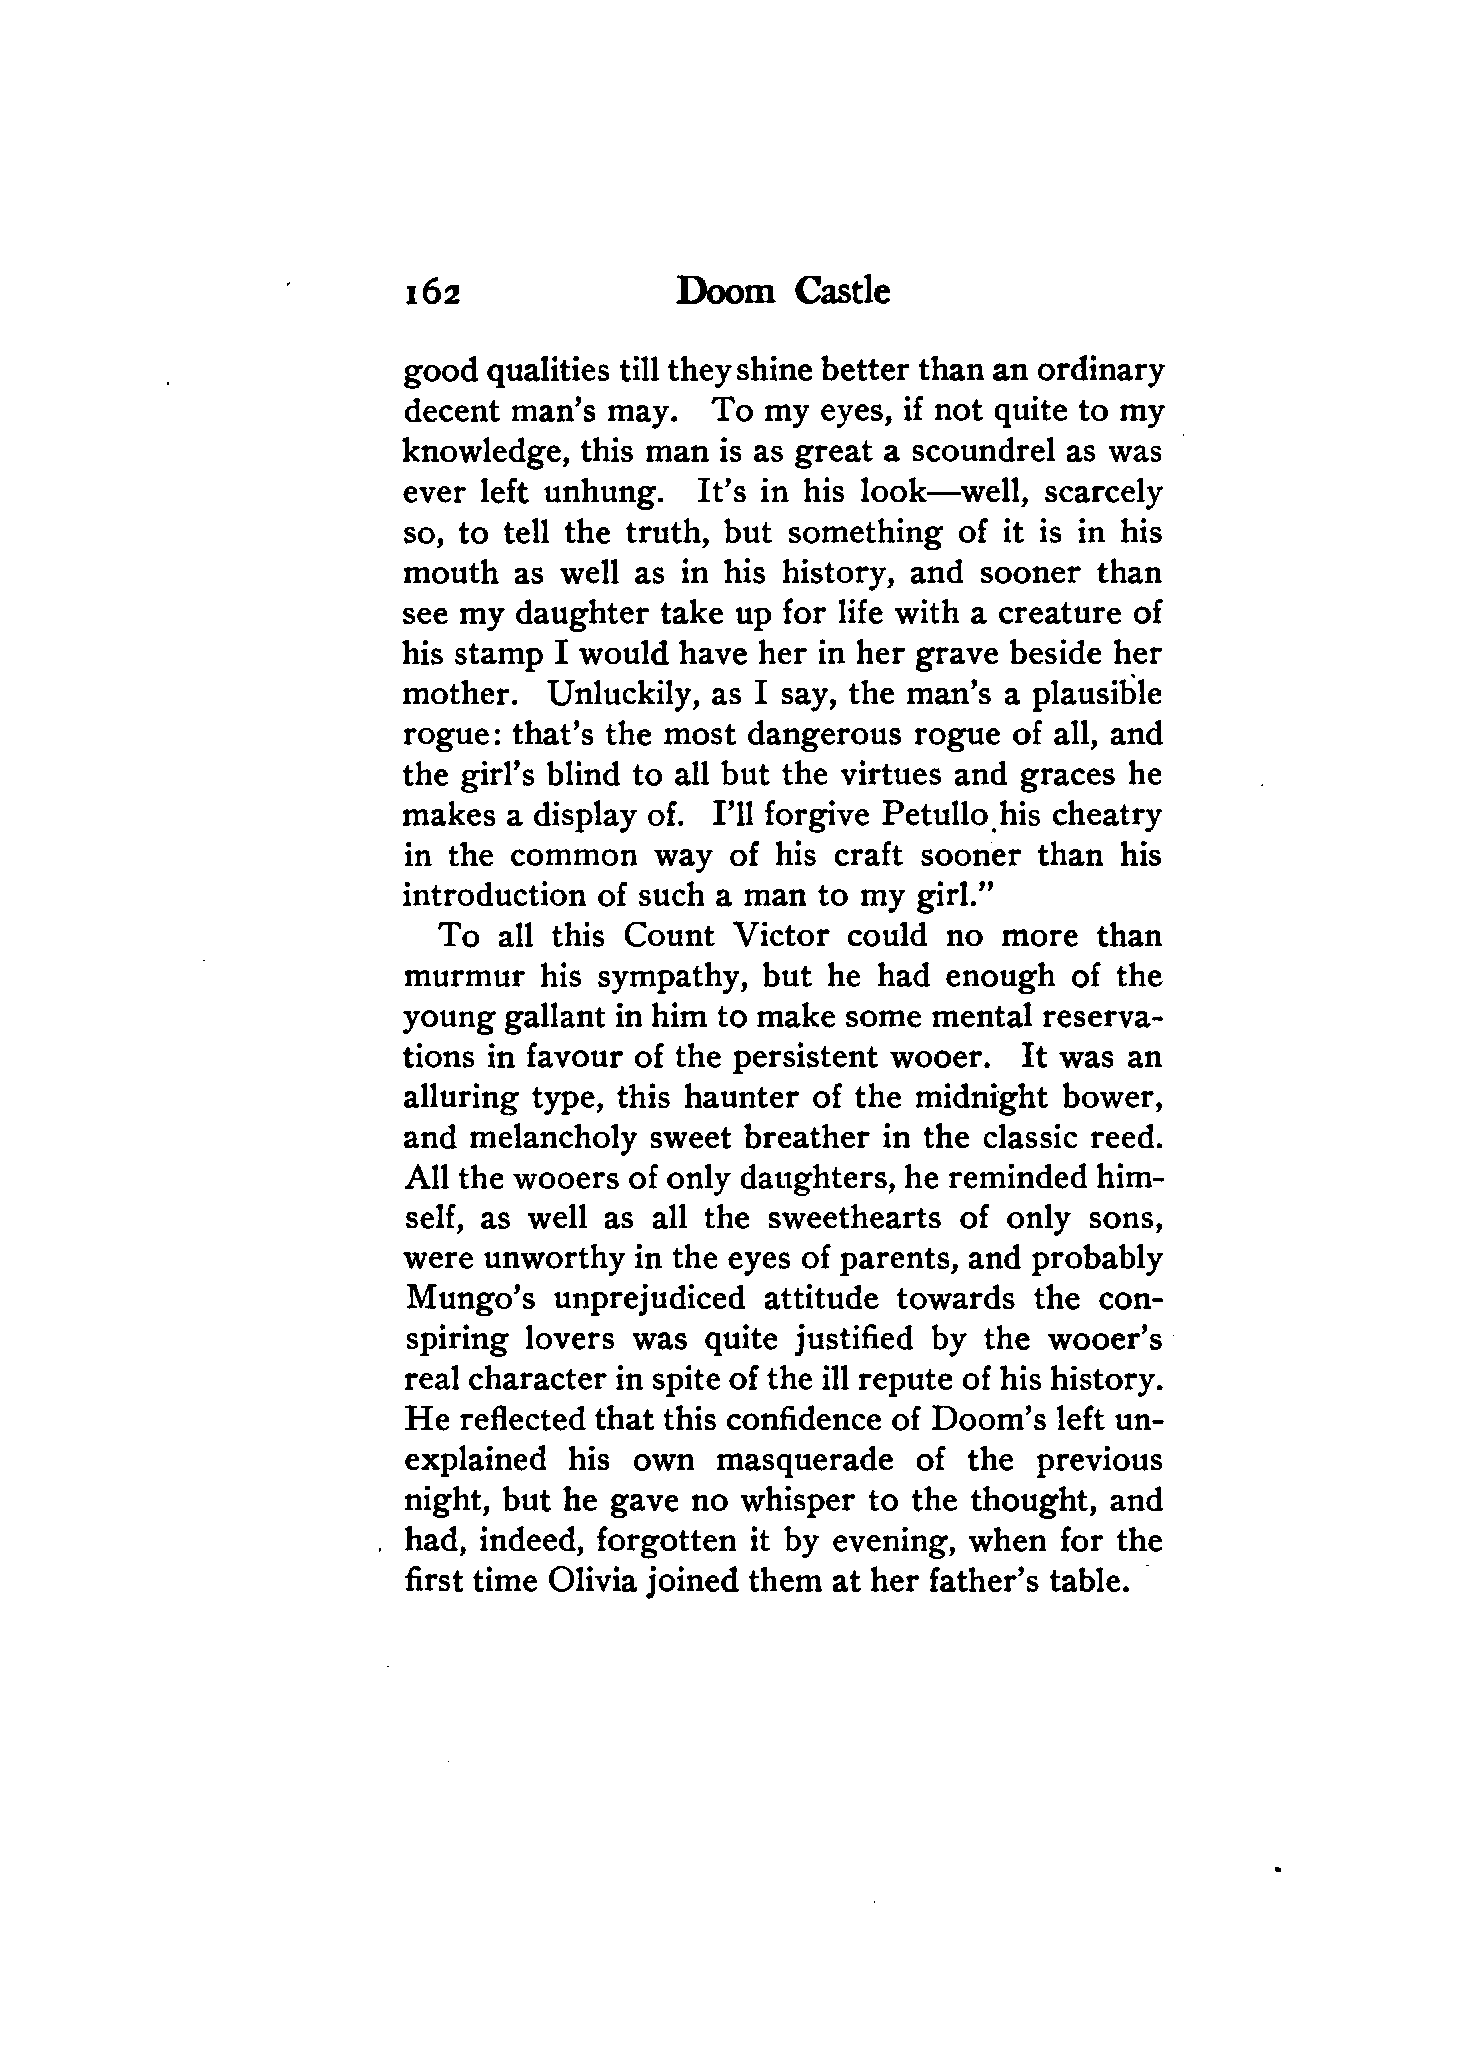 162 Doom Castle
good qualities till they shine better than an ordinary
decent man's may. To my eyes, if not quite to my
knowledge, this man is as great a scoundrel as was
ever left unhung. It's in his look—well, scarcely
so, to tell the truth, but something of it is in his
mouth as well as in his history, and sooner than
see my daughter take up for life with a creature of
his stamp I would have her in her grave beside her
mother. Unluckily, as I say, the man's a plausible
rogue: that's the most dangerous rogue of all, and
the girl's blind to all but the virtues and graces he
makes a display of. I'll forgive Petullo his cheatry
in the common way of his craft sooner than his
introduction of such a man to my girl."
To all this Count Victor could no more than
murmur his sympathy, but he had enough of the
young gallant in him to make some mental reserva-
tions in favour of the persistent wooer. It was an
alluring type, this haunter of the midnight bower,
and melancholy sweet breather in the classic reed.
All the wooers of only daughters, he reminded him-
self, as well as all the sweethearts of only sons,
were unworthy in the eyes of parents, and probably
Mungo's unprejudiced attitude towards the con-
spiring lovers was quite justified by the wooer's
real character in spite of the ill repute of his history.
He reflected that this confidence of Doom's left un-
explained his own masquerade of the previous
night, but he gave no whisper to the thought, and
had, indeed, forgotten it by evening, when for the
first time Olivia joined them at her father's table.